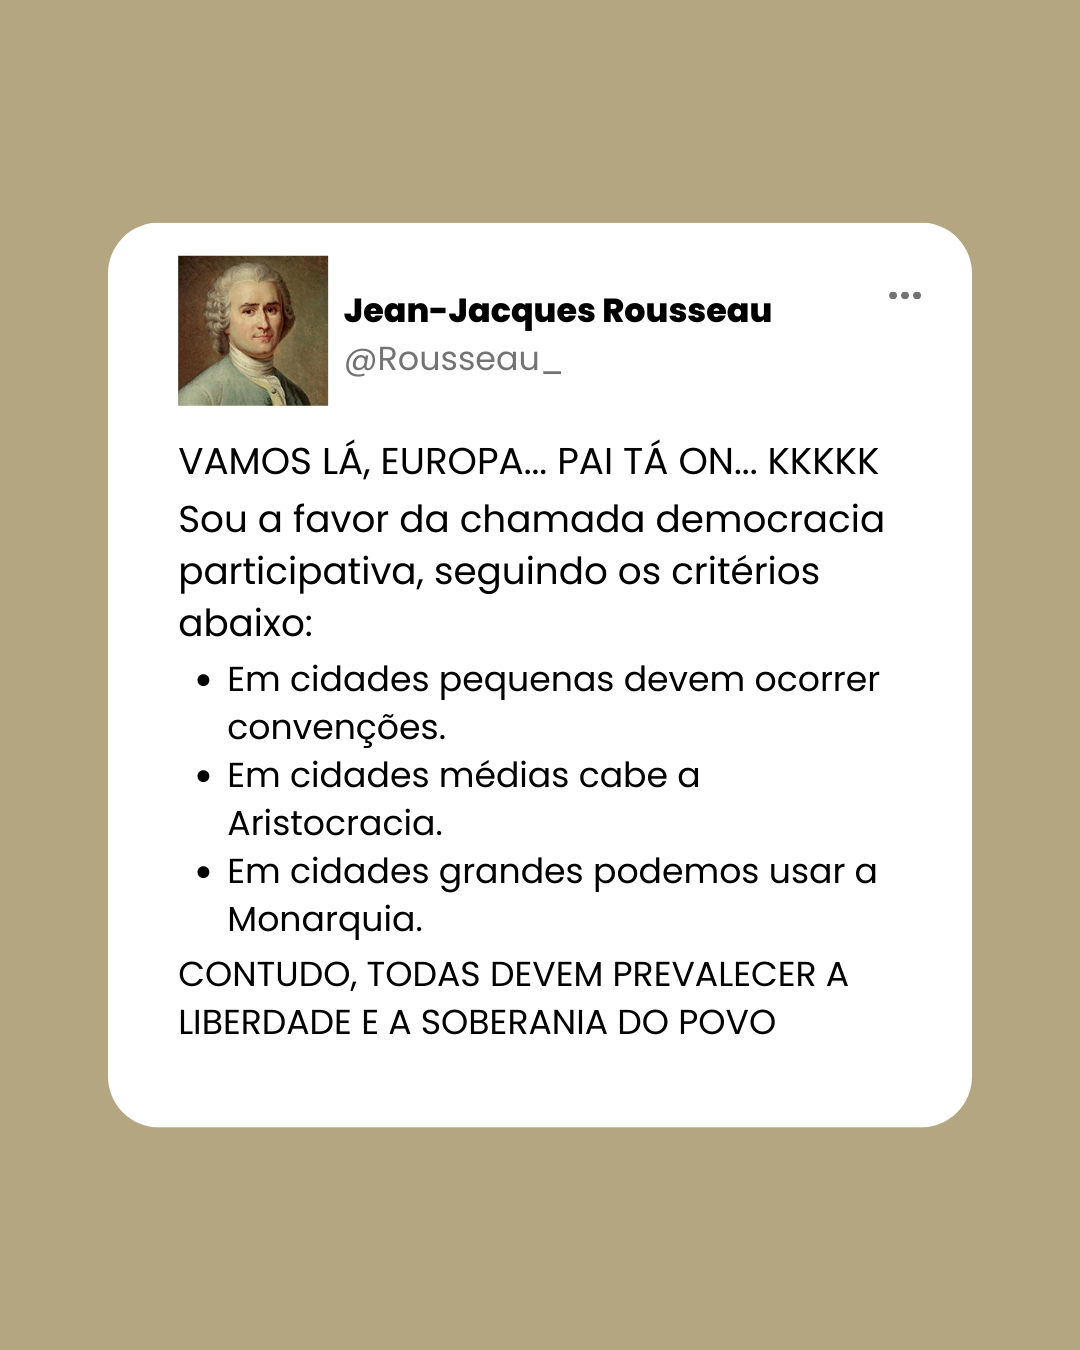 Jean-Jacques Rousseau
@Rousseau_
VAMOS LÁ, EUROPA... PAI TÁ ON... KKKKK
Sou a favor da chamada democracia
participativa, seguindo os critérios
abaixo:
• Em cidades pequenas devem ocorrer
convenções.
• Em cidades médias cabe a
Aristocracia.
• Em cidades grandes podemos usar a
Monarquia.
CONTUDO, TODAS DEVEM PREVALECER A
LIBERDADE E A SOBERANIA DO POVO